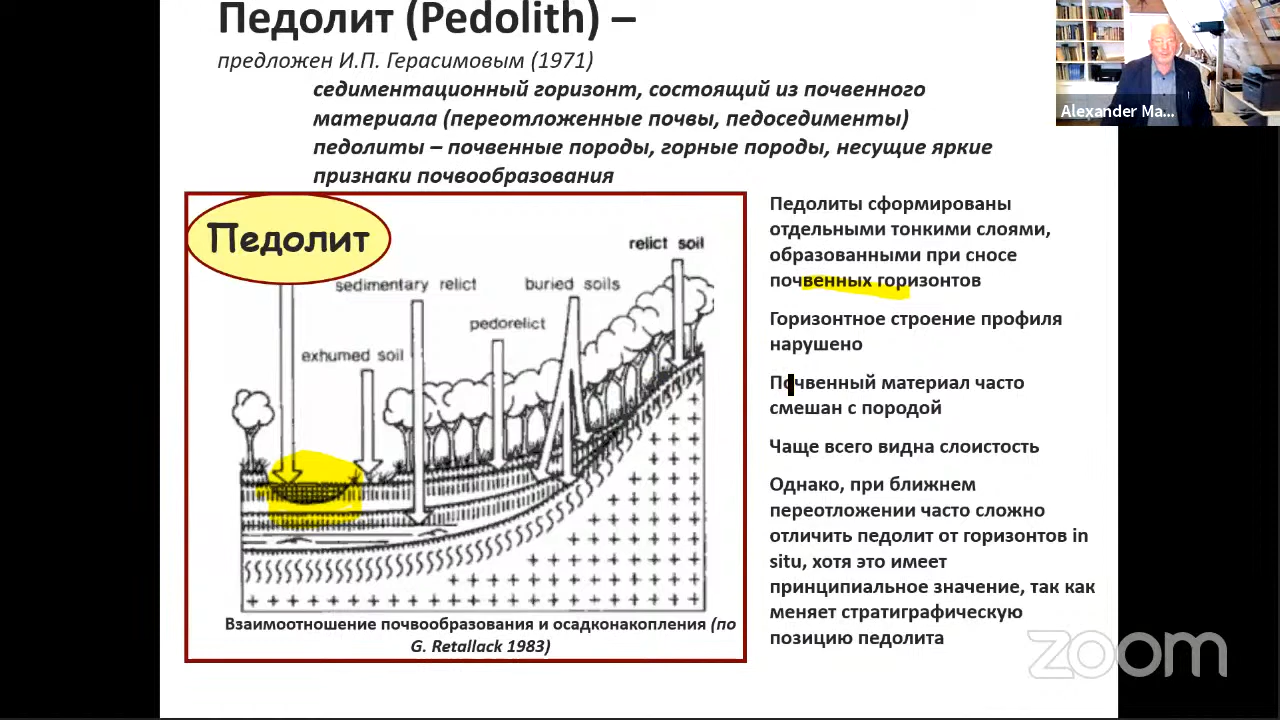 Педолит (Pedolith) –
предложен И.П. Герасимовым (1971)
седиментационный горизонт, состоящий из почвенного
материала (переотложенные почвы, педоседименты)
педолиты – почвенные породы, горные породы, несущие яркие
признаки почвообразования
Alexander Ma...
Педолит
relict soil
sedimentary relict
buried soils
pedorelict
exhumed soil
Взаимоотношение почвообразования и осадконакопления (по
G. Retallack 1983)
Педолиты сформированы
отдельными тонкими слоями,
образованными при сносе
почвенных горизонтов
Горизонтное строение профиля
нарушено
Почвенный материал часто
смешан с породой
Чаще всего видна слоистость
Однако, при ближнем
переотложении часто сложно
отличить педолит от горизонтов in
situ, хотя это имеет
принципиальное значение, так как
меняет стратиграфическую
позицию педолита
zoom